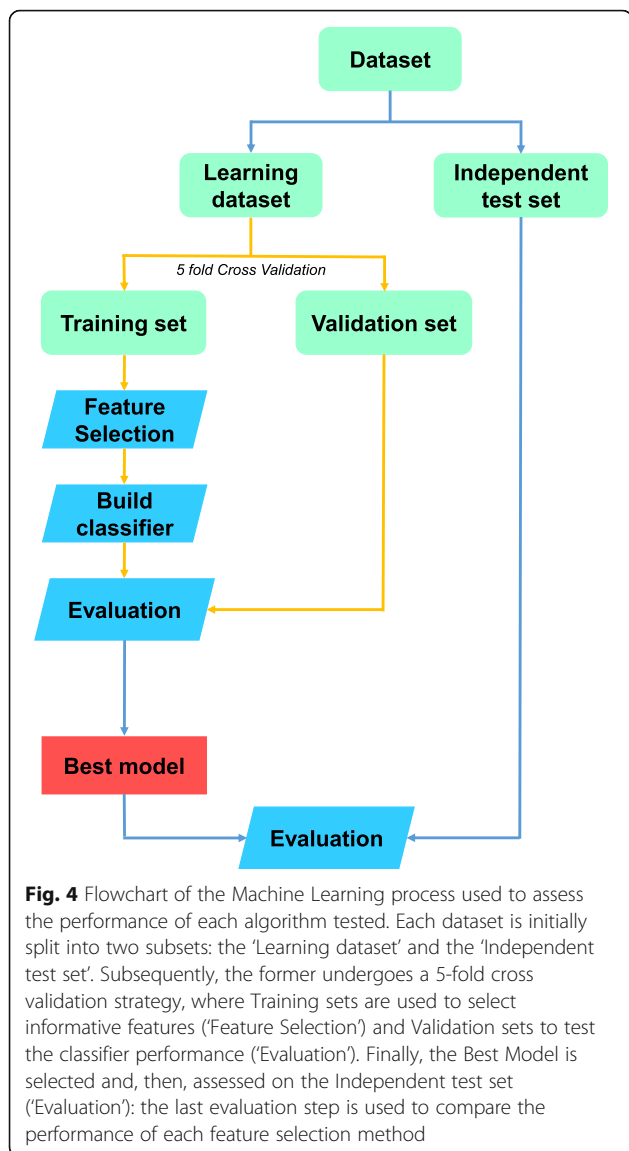 Dataset
Learning
dataset
Independent
test set
5 fold Cross Validation
Training set
Validation set
Feature
Selection
Build
classifier
Evaluation
Best model
Evaluation
Fig. 4 Flowchart of the Machine Learning process used to assess
the performance of each algorithm tested. Each dataset is initially
split into two subsets: the ‘Learning dataset’ and the ‘Independent
test set’. Subsequently, the former undergoes a 5-fold cross
validation strategy, where Training sets are used to select
informative features (‘Feature Selection’) and Validation sets to test
the classifier performance (‘Evaluation’). Finally, the Best Model is
selected and, then, assessed on the Independent test set
(‘Evaluation’): the last evaluation step is used to compare the
performance of each feature selection method